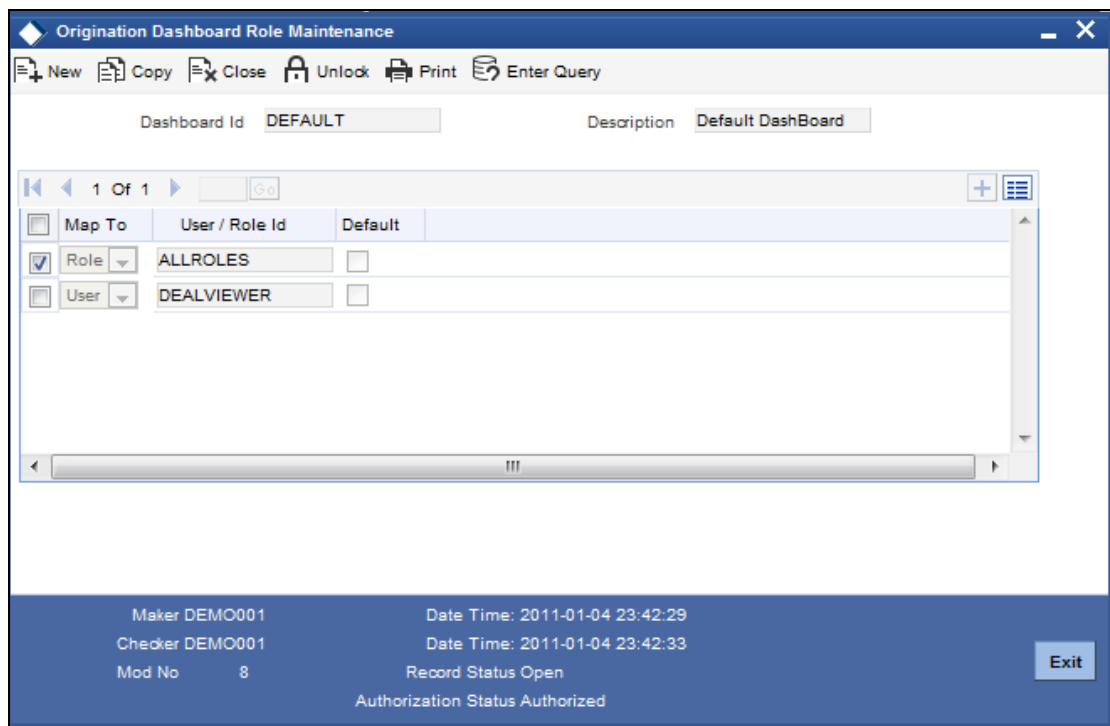 Origination Dashboard Role Maintenance
New Copy Close Unlock Print Enter Query
Dashboard Id DEFAULT Description Default DashBoard
1 Of 1 Go
Map To User / Role Id Default
Role ALLROLES
User DEALVIEWER
Maker DEMO001 Date Time: 2011-01-04 23:42:29
Checker DEMO001 Date Time: 2011-01-04 23:42:33
Mod No 8 Record Status Open
Exit
Authorization Status Authorized